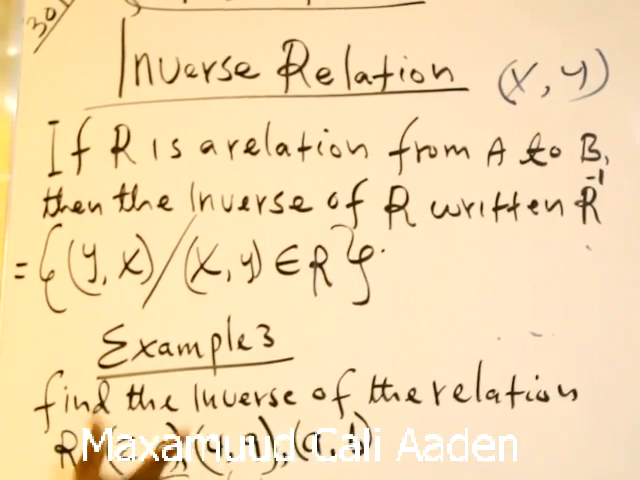 301
Inverse Relation (x, y)
If R is a relation from A to B,
then the Inverse of R written R⁻¹
= {(y, x) / (x, y) ∈ R}.
Example 3
find the Inverse of the relation
R
Maxamuud Cali Aaden